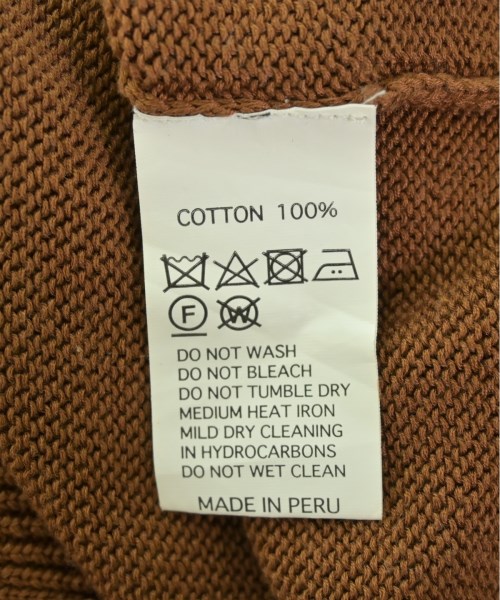 COTTON 100%
F W
DO NOT WASH
DO NOT BLEACH
DO NOT TUMBLE DRY
MEDIUM HEAT IRON
MILD DRY CLEANING
IN HYDROCARBONS
DO NOT WET CLEAN
MADE IN PERU